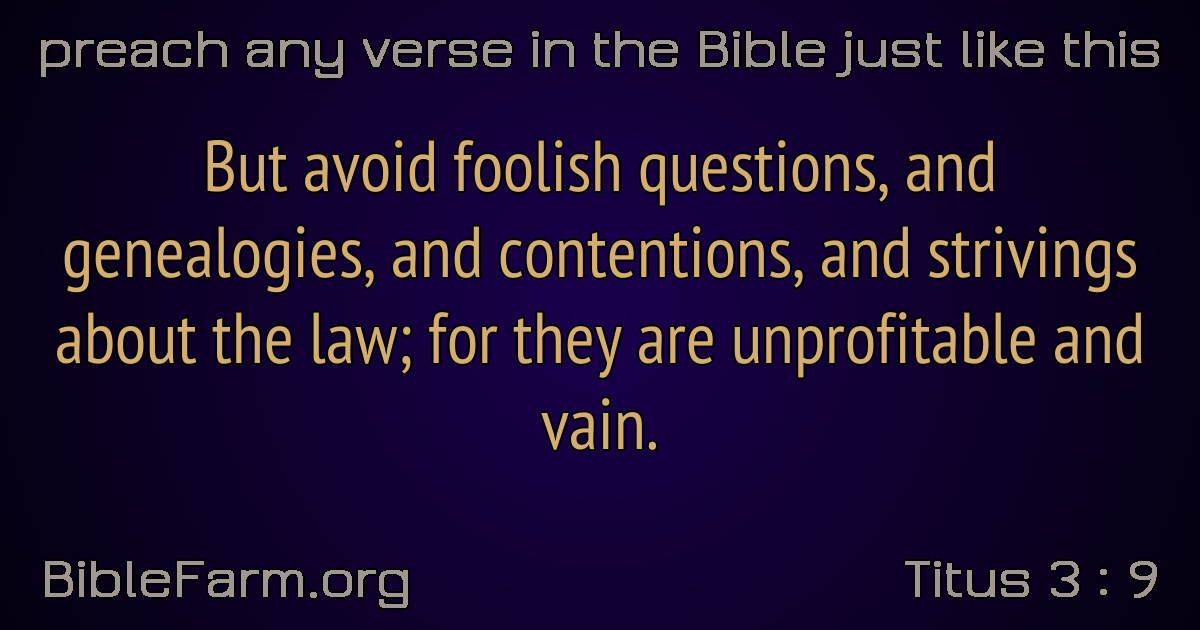 preach any verse in the Bible just like this
But avoid foolish questions, and
genealogies, and contentions, and strivings
about the law; for they are unprofitable and
vain.
BibleFarm.org
Titus 3 : 9